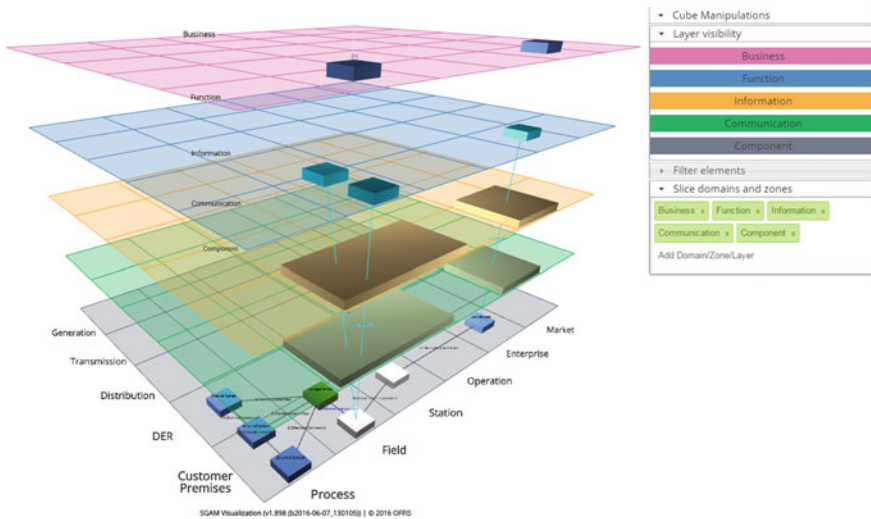 Business
Function
Information
Communication
Component
Generation
Transmission
Distribution
DER
Customer
Premises
Process
Field
Station
Operation
Enterprise
Market
SGAM Visualization (v1.898 (b2016-06-07_130105)) | © 2016 OFFIS
Cube Manipulations
Layer visibility
Business
Function
Information
Communication
Component
Filter elements
Slice domains and zones
Business x Function x Information x
Communication x Component x
Add Domain/Zone/Layer